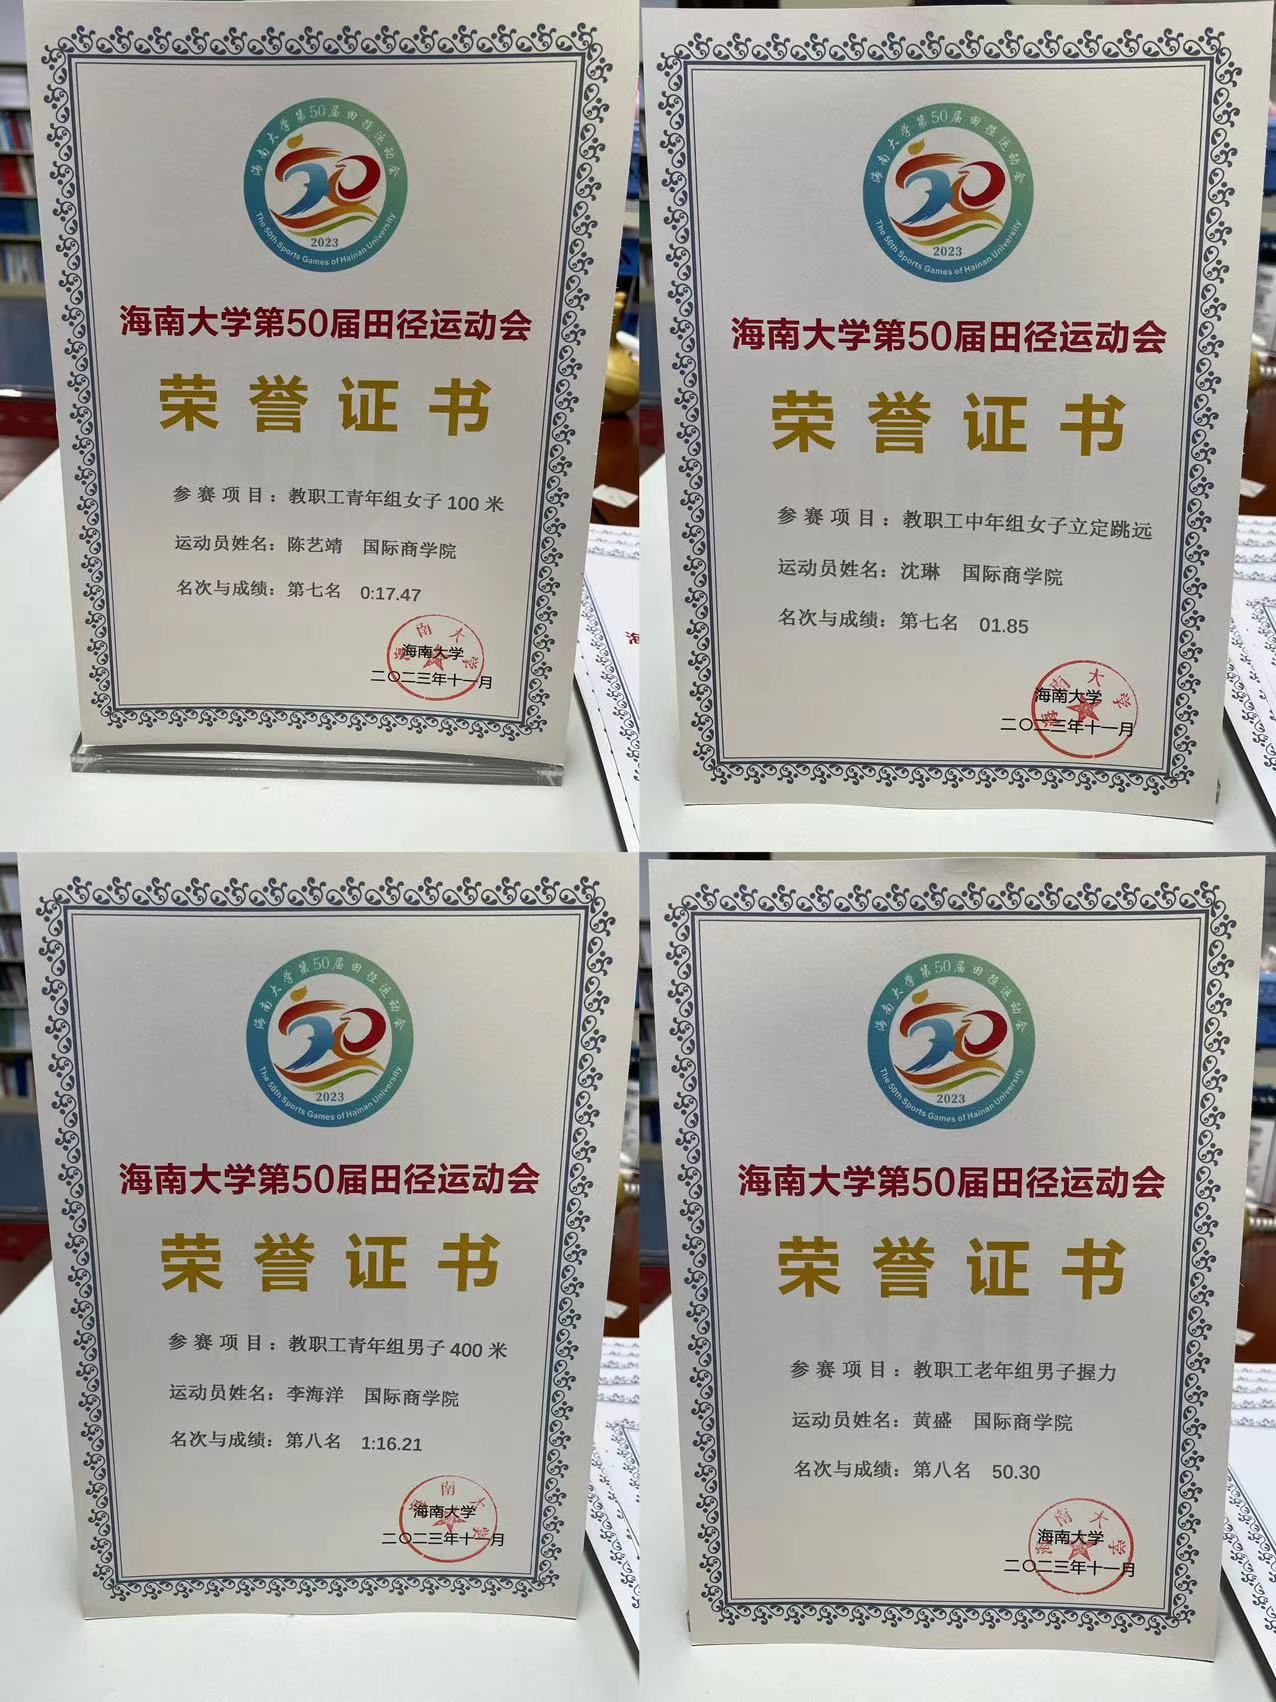 海南大学第50届田径运动会
2023
The 50th Sports Games of Hainan University
海南大学第50届田径运动会
荣誉证书
参赛项目：教职工青年组女子100米
运动员姓名：陈艺靖 国际商学院
名次与成绩：第七名 0:17.47
海南大学
海南大学
二〇二三年十一月
海南大学第50届田径运动会
2023
The 50th Sports Games of Hainan University
海南大学第50届田径运动会
荣誉证书
参赛项目：教职工中年组女子立定跳远
运动员姓名：沈琳 国际商学院
名次与成绩：第七名 01.85
海南大学
海南大学
二〇二三年十一月
海南大学第50届田径运动会
2023
The 50th Sports Games of Hainan University
海南大学第50届田径运动会
荣誉证书
参赛项目：教职工青年组男子400米
运动员姓名：李海洋 国际商学院
名次与成绩：第八名 1:16.21
海南大学
海南大学
二〇二三年十一月
海南大学第50届田径运动会
2023
The 50th Sports Games of Hainan University
海南大学第50届田径运动会
荣誉证书
参赛项目：教职工老年组男子握力
运动员姓名：黄盛 国际商学院
名次与成绩：第八名 50.30
海南大学
海南大学
二〇二三年十一月